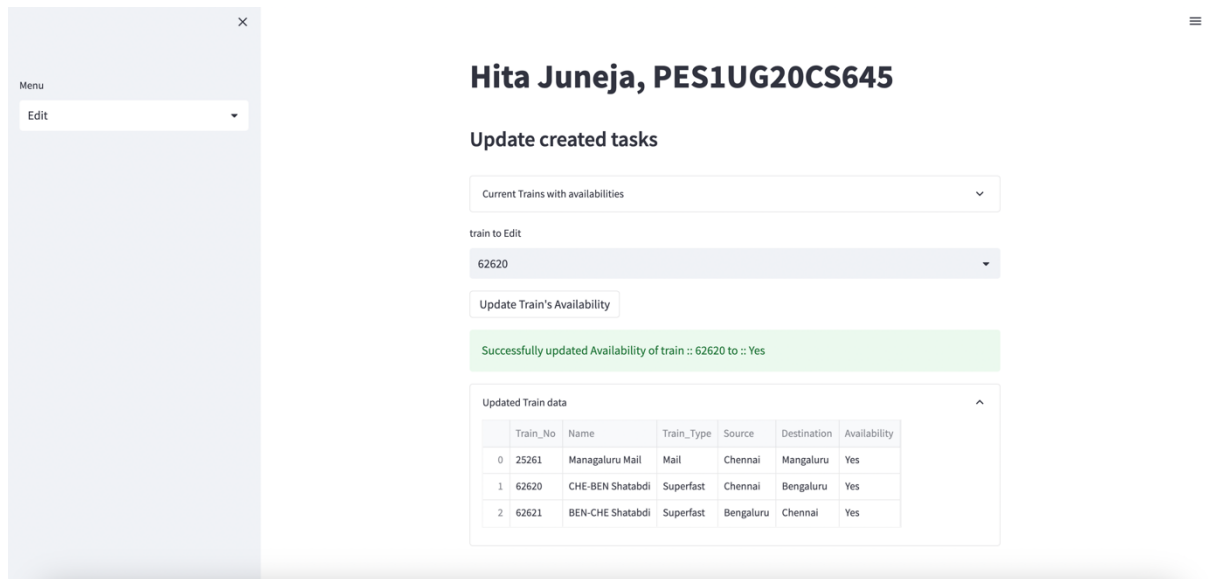 Menu
Edit
Hita Juneja, PES1UG20CS645
Update created tasks
Current Trains with availabilities
train to Edit
62620
Update Train's Availability
Successfully updated Availability of train :: 62620 to :: Yes
Updated Train data
Train_No Name Train_Type Source Destination Availability
0 25261 Managaluru Mail Mail Chennai Mangaluru Yes
1 62620 CHE-BEN Shatabdi Superfast Chennai Bengaluru Yes
2 62621 BEN-CHE Shatabdi Superfast Bengaluru Chennai Yes